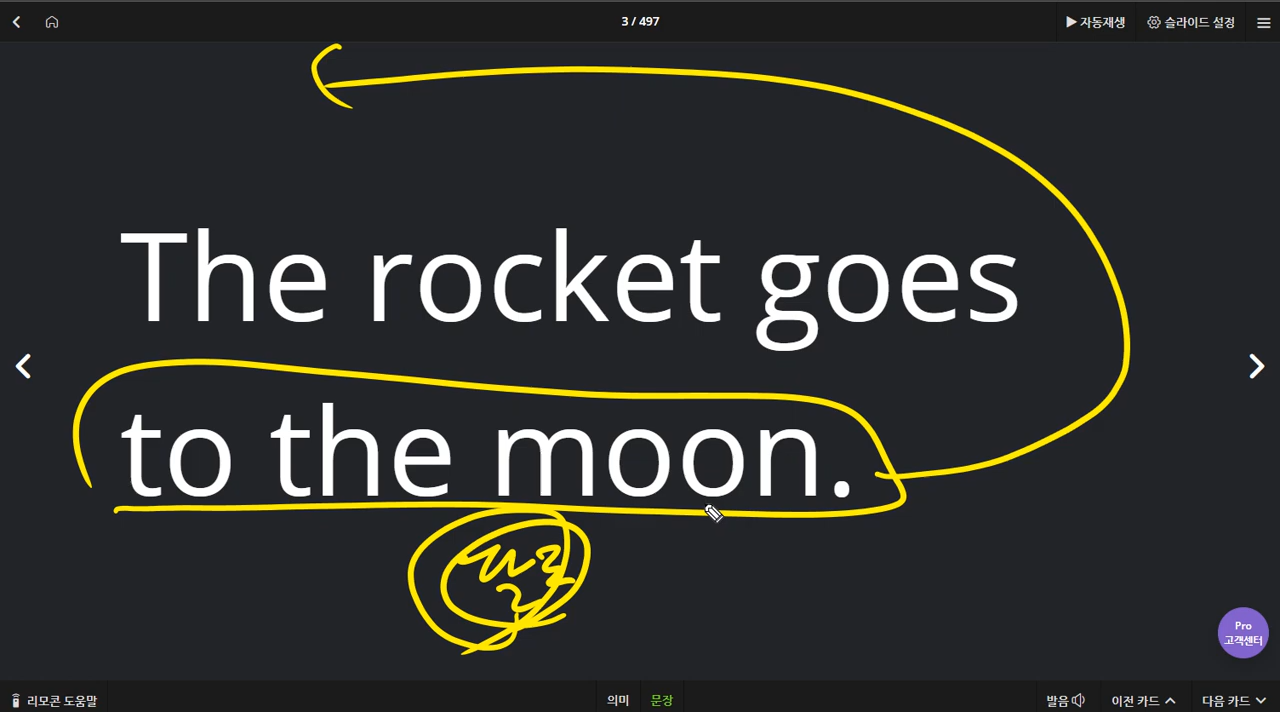 3 / 497
자동재생
슬라이드 설정
The rocket goes
to the moon.
Pro
고객센터
리모콘 도움말
의미
문장
발음
이전 카드
다음 카드